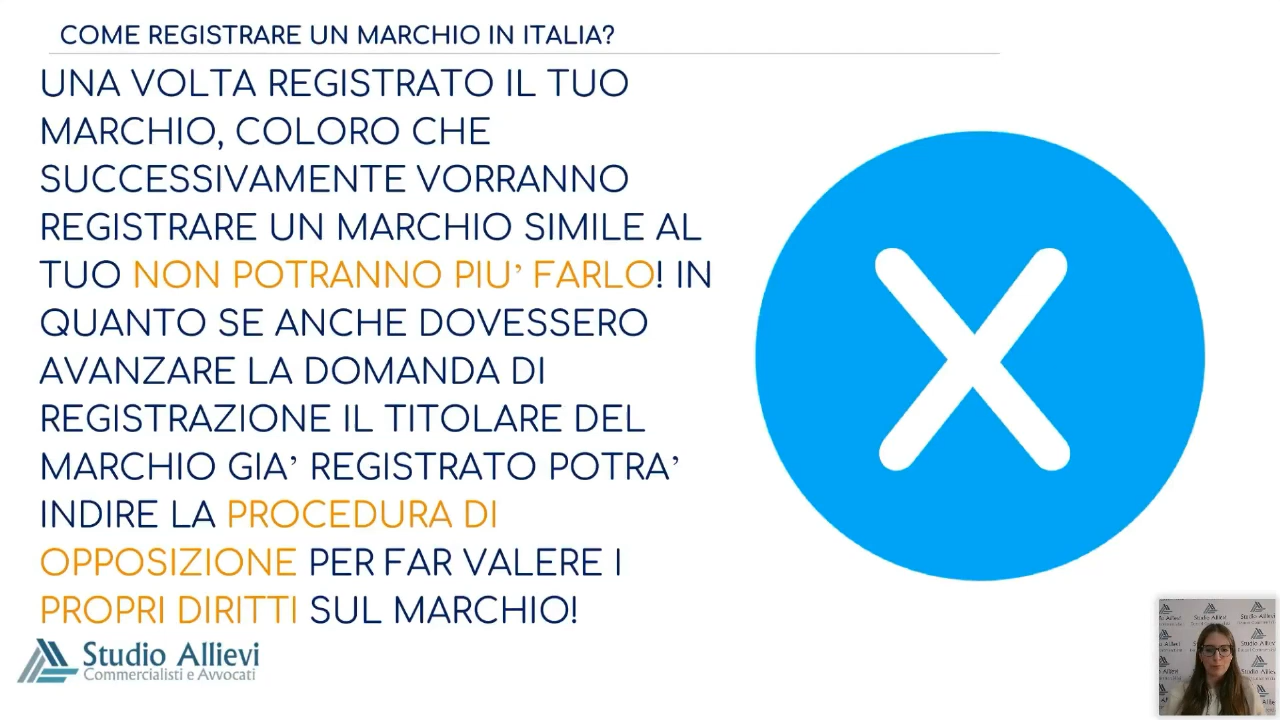 COME REGISTRARE UN MARCHIO IN ITALIA?
UNA VOLTA REGISTRATO IL TUO
MARCHIO, COLORO CHE
SUCCESSIVAMENTE VORRANNO
REGISTRARE UN MARCHIO SIMILE AL
TUO NON POTRANNO PIU’ FARLO! IN
QUANTO SE ANCHE DOVESSERO
AVANZARE LA DOMANDA DI
REGISTRAZIONE IL TITOLARE DEL
MARCHIO GIA’ REGISTRATO POTRA’
INDIRE LA PROCEDURA DI
OPPOSIZIONE PER FAR VALERE I
PROPRI DIRITTI SUL MARCHIO!
Studio Allievi
Commercialisti e Avvocati